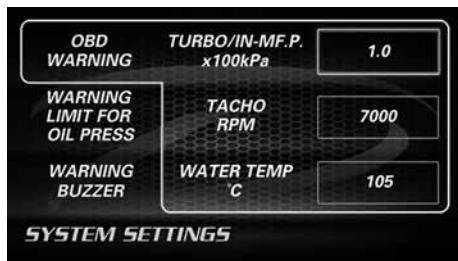 OBD
WARNING
TURBO/IN-MF.P.
x100kPa
1.0
WARNING
LIMIT FOR
OIL PRESS
TACHO
RPM
7000
WARNING
BUZZER
WATER TEMP
°C
105
SYSTEM SETTINGS